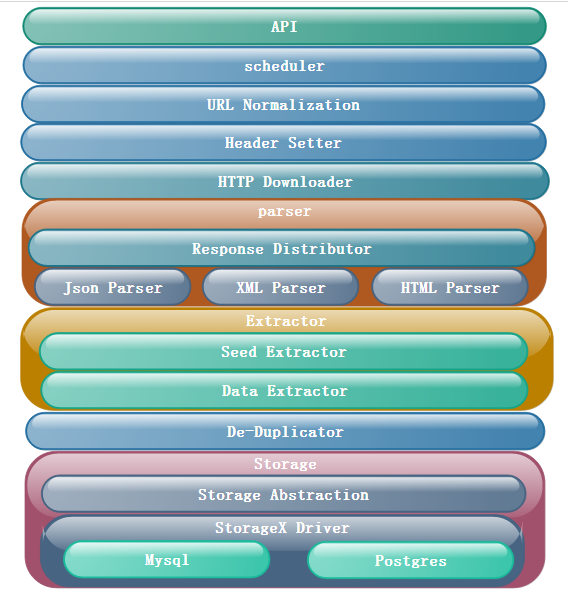 API
scheduler
URL Normalization
Header Setter
HTTP Downloader
parser
Response Distributor
Json Parser
XML Parser
HTML Parser
Extractor
Seed Extractor
Data Extractor
De-Duplicator
Storage
Storage Abstraction
StorageX Driver
Mysql
Postgres